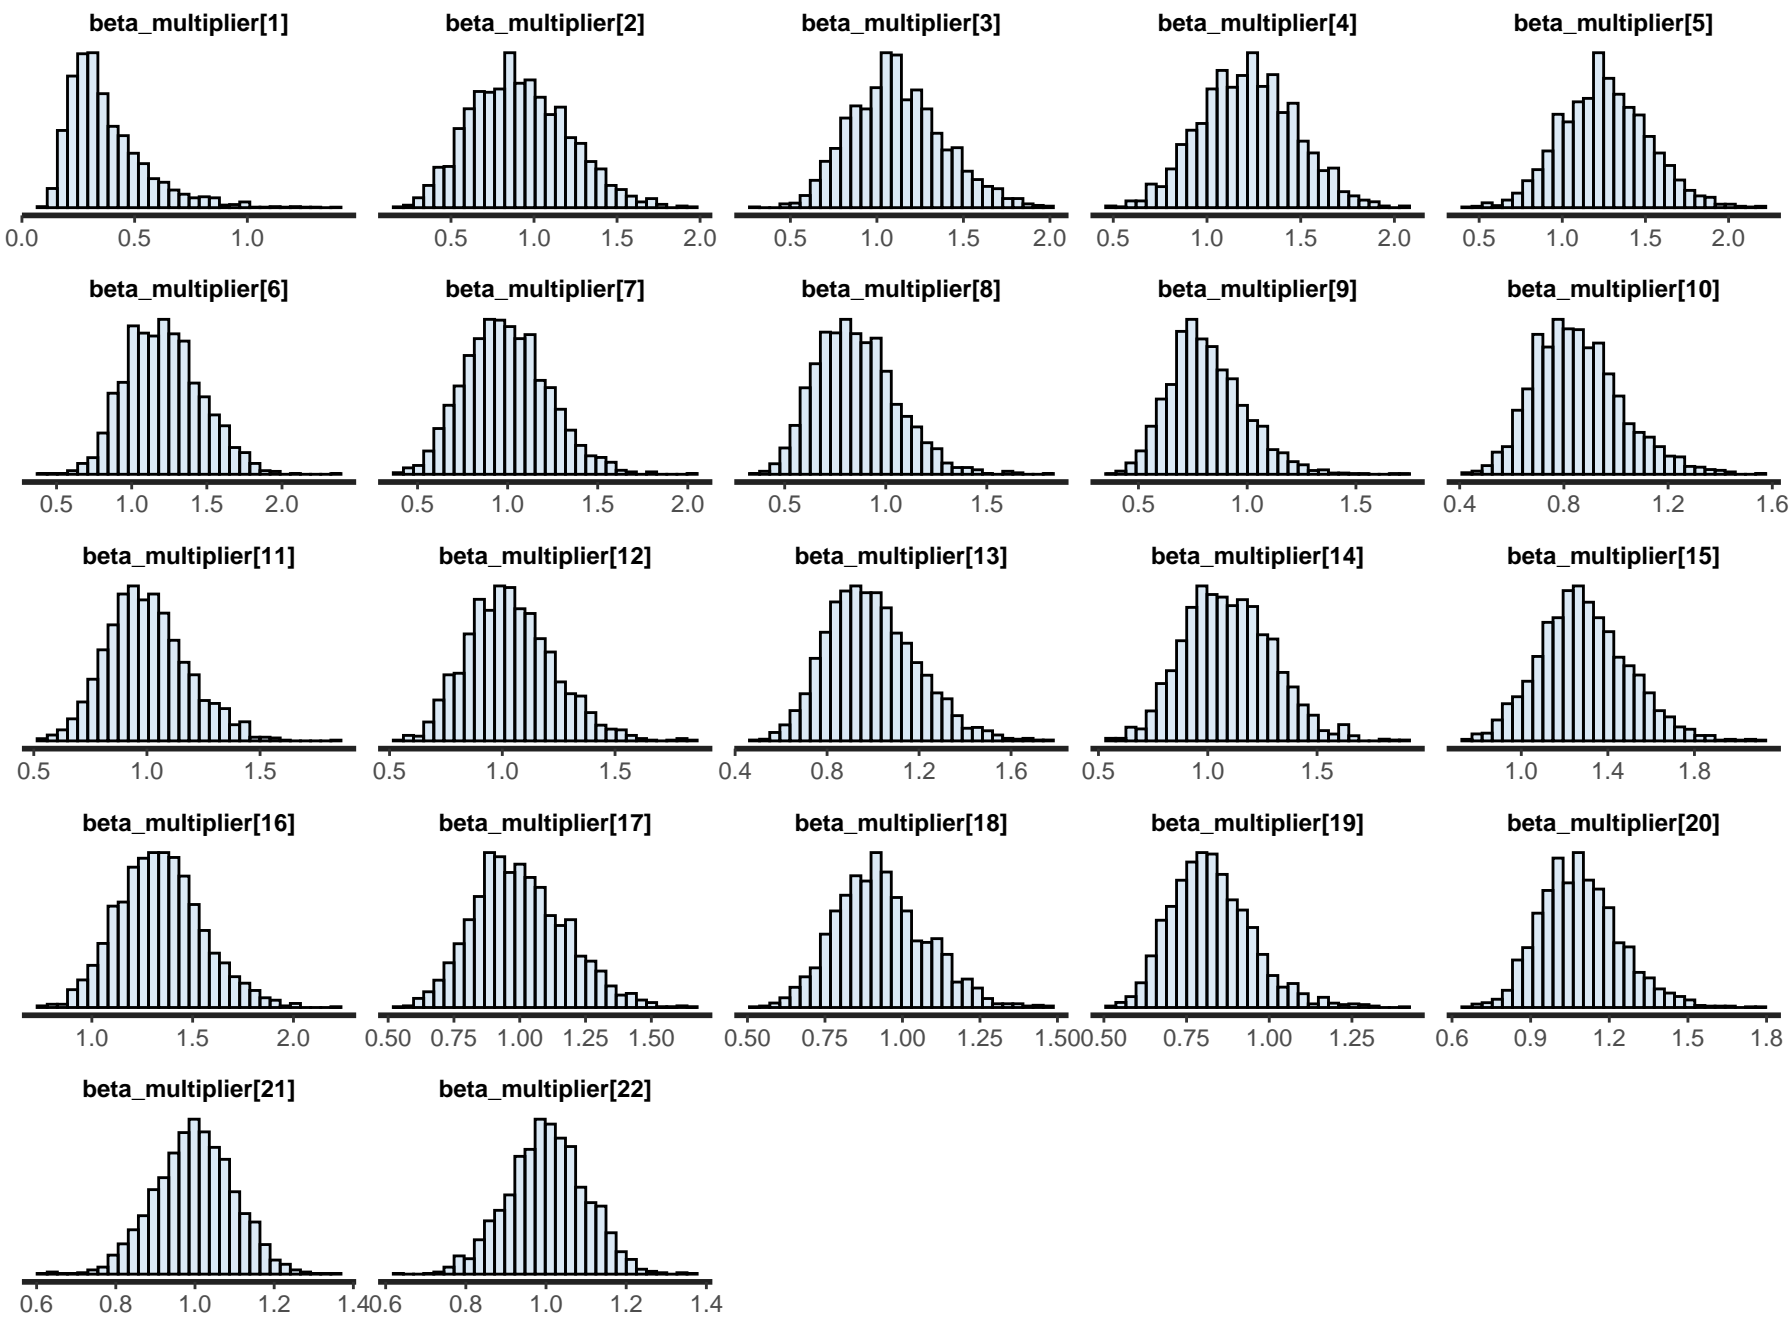 beta_multiplier[1] beta_multiplier[2] beta_multiplier[3] beta_multiplier[4] beta_multiplier[5]
0.0 0.5 1.0 0.5 1.0 1.5 2.0 0.5 1.0 1.5 2.0 0.5 1.0 1.5 2.0 0.5 1.0 1.5 2.0
beta_multiplier[6] beta_multiplier[7] beta_multiplier[8] beta_multiplier[9] beta_multiplier[10]
0.5 1.0 1.5 2.0 0.5 1.0 1.5 2.0 0.5 1.0 1.5 0.5 1.0 1.5 0.4 0.8 1.2 1.6
beta_multiplier[11] beta_multiplier[12] beta_multiplier[13] beta_multiplier[14] beta_multiplier[15]
0.5 1.0 1.5 0.5 1.0 1.5 0.4 0.8 1.2 1.6 0.5 1.0 1.5 1.0 1.4 1.8
beta_multiplier[16] beta_multiplier[17] beta_multiplier[18] beta_multiplier[19] beta_multiplier[20]
1.0 1.5 2.0 0.50 0.75 1.00 1.25 1.50 0.50 0.75 1.00 1.25 1.50 0.50 0.75 1.00 1.25 0.6 0.9 1.2 1.5 1.8
beta_multiplier[21] beta_multiplier[22]
0.6 0.8 1.0 1.2 1.4 0.6 0.8 1.0 1.2 1.4